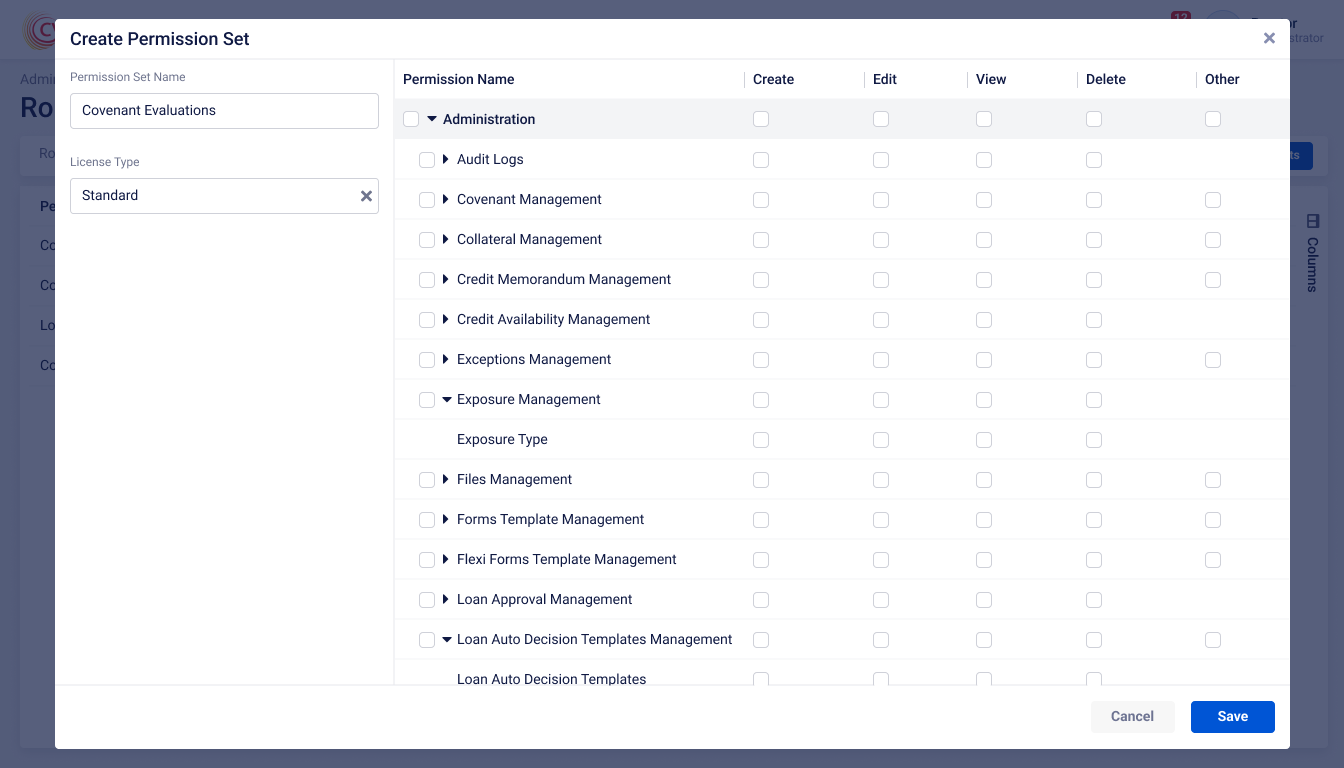 12
Create Permission Set
Permission Set Name
Covenant Evaluations
License Type
Standard
Permission Name Create Edit View Delete Other
Administration
Audit Logs
Covenant Management
Collateral Management
Credit Memorandum Management
Credit Availability Management
Exceptions Management
Exposure Management
Exposure Type
Files Management
Forms Template Management
Flexi Forms Template Management
Loan Approval Management
Loan Auto Decision Templates Management
Loan Auto Decision Templates
Columns
Cancel Save